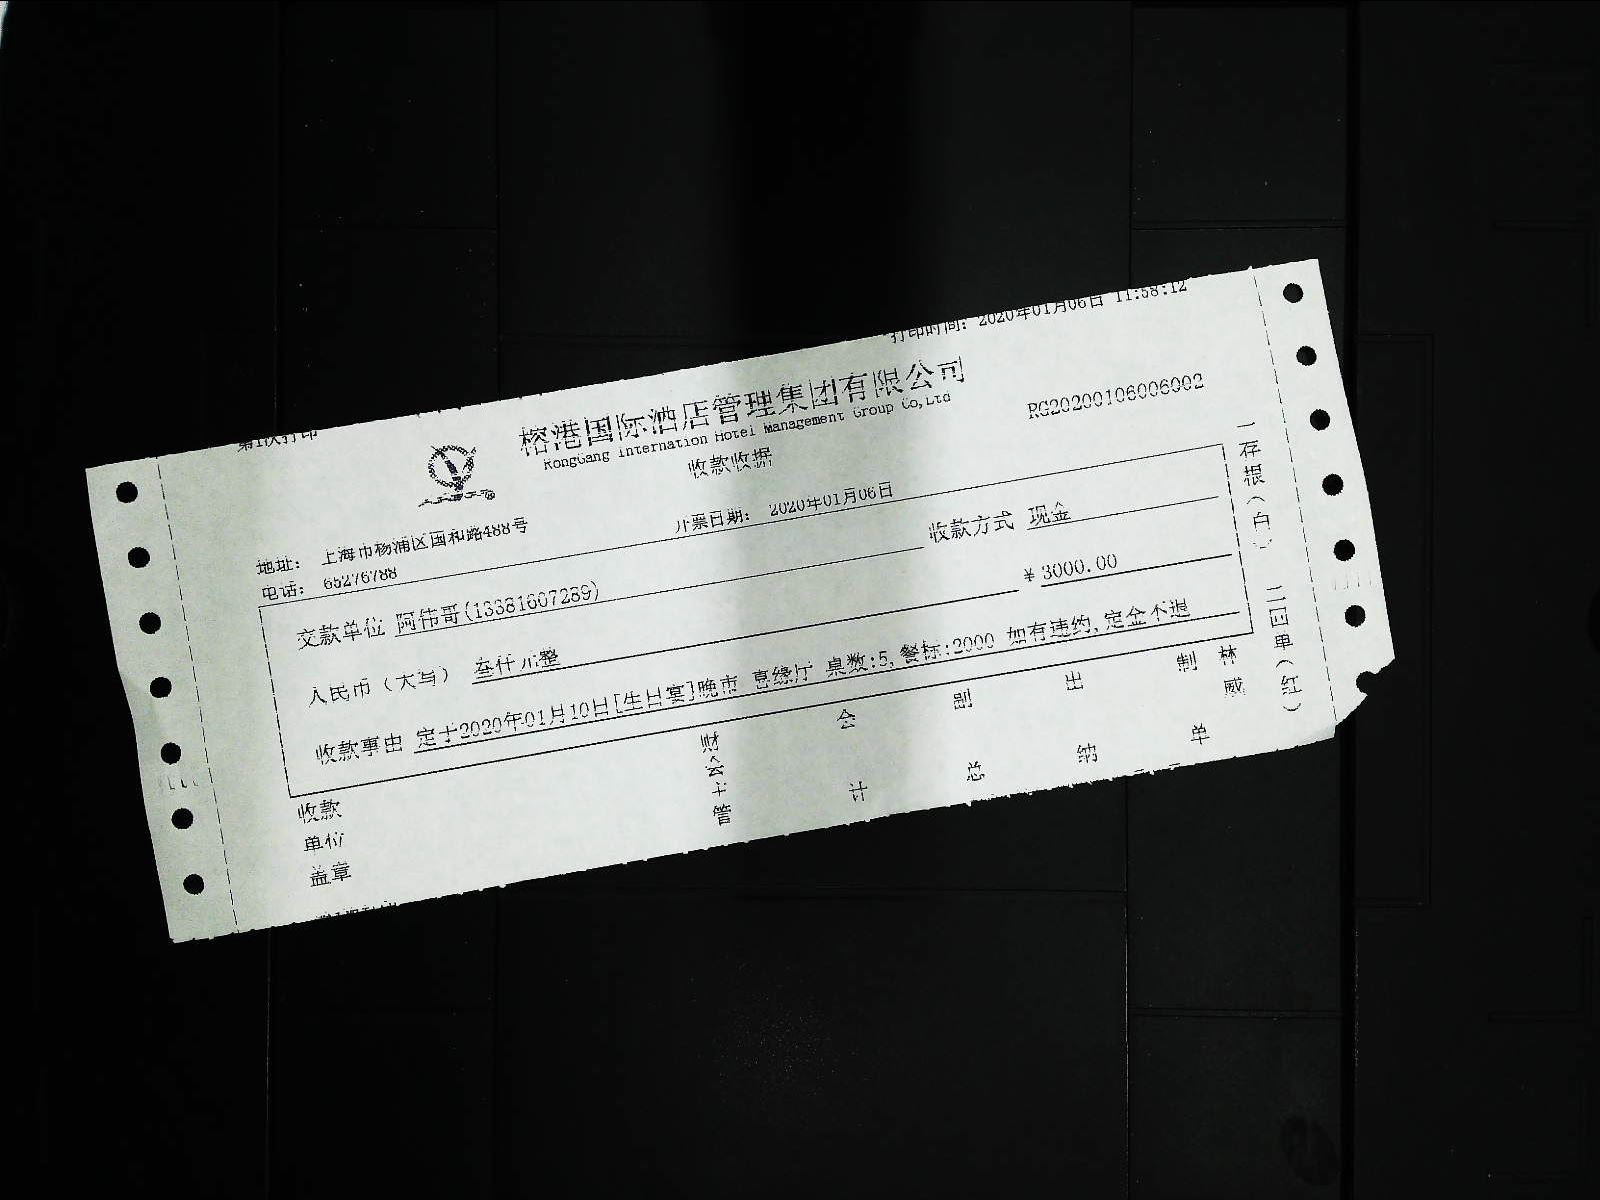 第1次打印
打印时间: 2020年01月06日 11:58:12
榕港国际酒店管理集团有限公司
RongGang Internation Hotel Management Group Co,Ltd
收款收据
RG20200106006002
地址: 上海市杨浦区国和路488号
电话: 65276788
开票日期: 2020年01月06日
交款单位 阿伟哥(13381607289)
收款方式 现金
人民币（大写） 叁仟元整
¥ 3000.00
收款事由 定于2020年01月10日[生日宴]晚市 喜缘厅 桌数:5,餐标:2000 如有违约,定金不退
收款单位盖章
财会主管
会计
副总
出纳
制单
林威
一存根(白) 二回单(红)